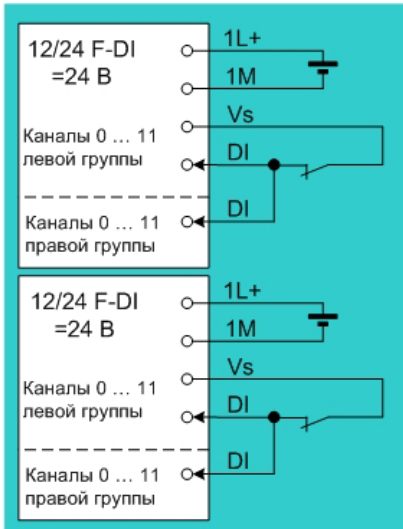 12/24 F-DI
=24 В
Каналы 0 … 11
левой группы
Каналы 0 … 11
правой группы
1L+
1M
Vs
DI
DI
12/24 F-DI
=24 В
Каналы 0 … 11
левой группы
Каналы 0 … 11
правой группы
1L+
1M
Vs
DI
DI